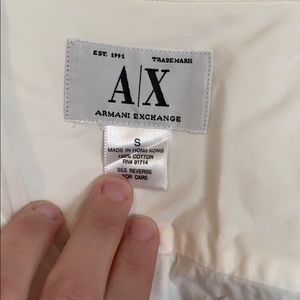 EST. 1991 TRADEMARK
A|X
ARMANI EXCHANGE
S
MADE IN HONG KONG
100% COTTON
RN# 91714
SEE REVERSE
FOR CARE